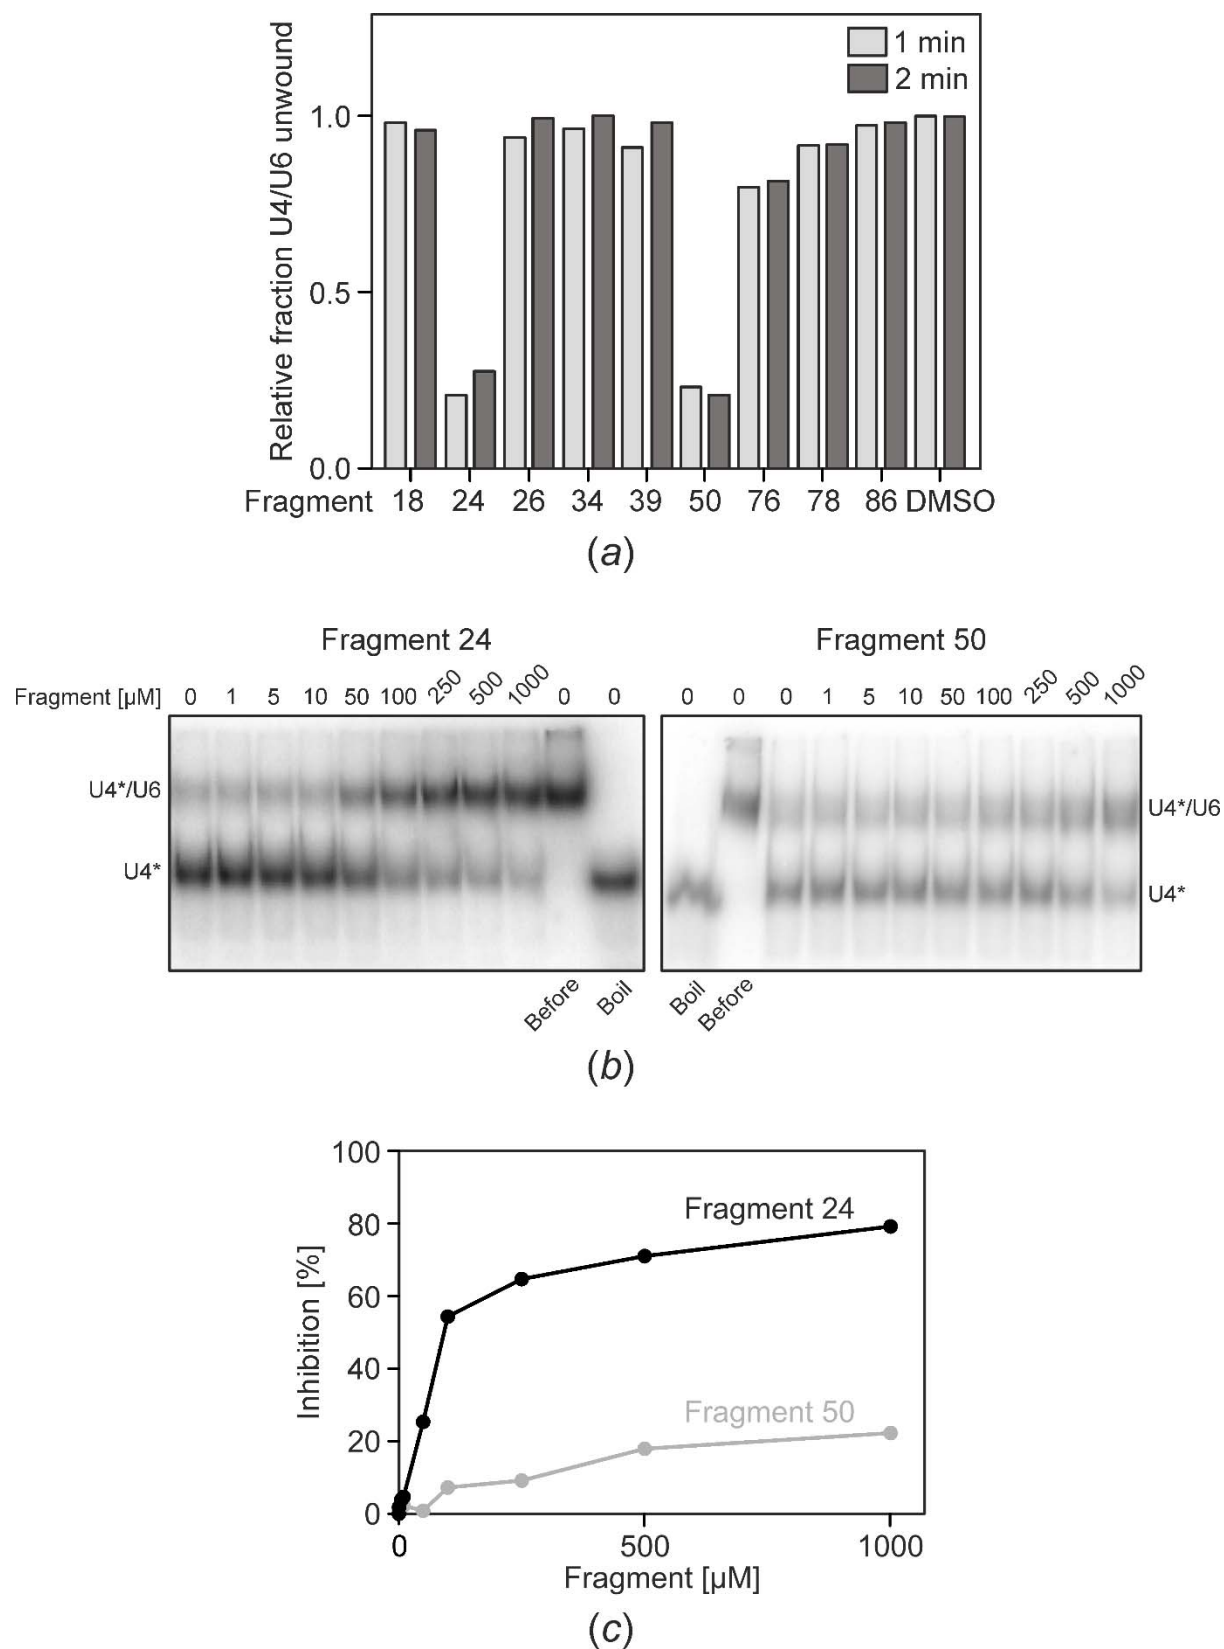 Relative fraction U4/U6 unwound
1 min
2 min
1.0
0.5
0.0
Fragment 18 24 26 34 39 50 76 78 86 DMSO
(a)
Fragment 24
Fragment 50
Fragment [µM] 0 1 5 10 50 100 250 500 1000 0 0
0 0 0 1 5 10 50 100 250 500 1000
U4*/U6
U4*/U6
U4*
U4*
Before Boil
Boil Before
(b)
Inhibition [%]
100
80
60
40
20
0
Fragment 24
Fragment 50
0 500 1000
Fragment [µM]
(c)